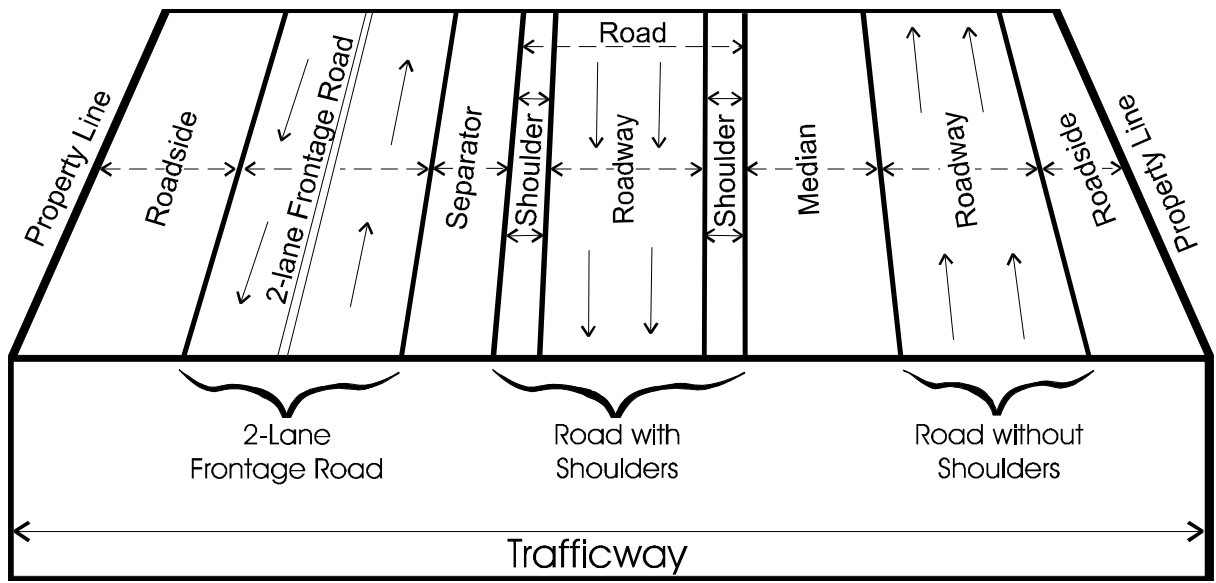 Road
Property Line
Roadside
2-lane Frontage Road
Separator
Shoulder
Roadway
Shoulder
Median
Roadway
Roadside
Property Line
2-Lane
Frontage Road
Road with
Shoulders
Road without
Shoulders
Trafficway